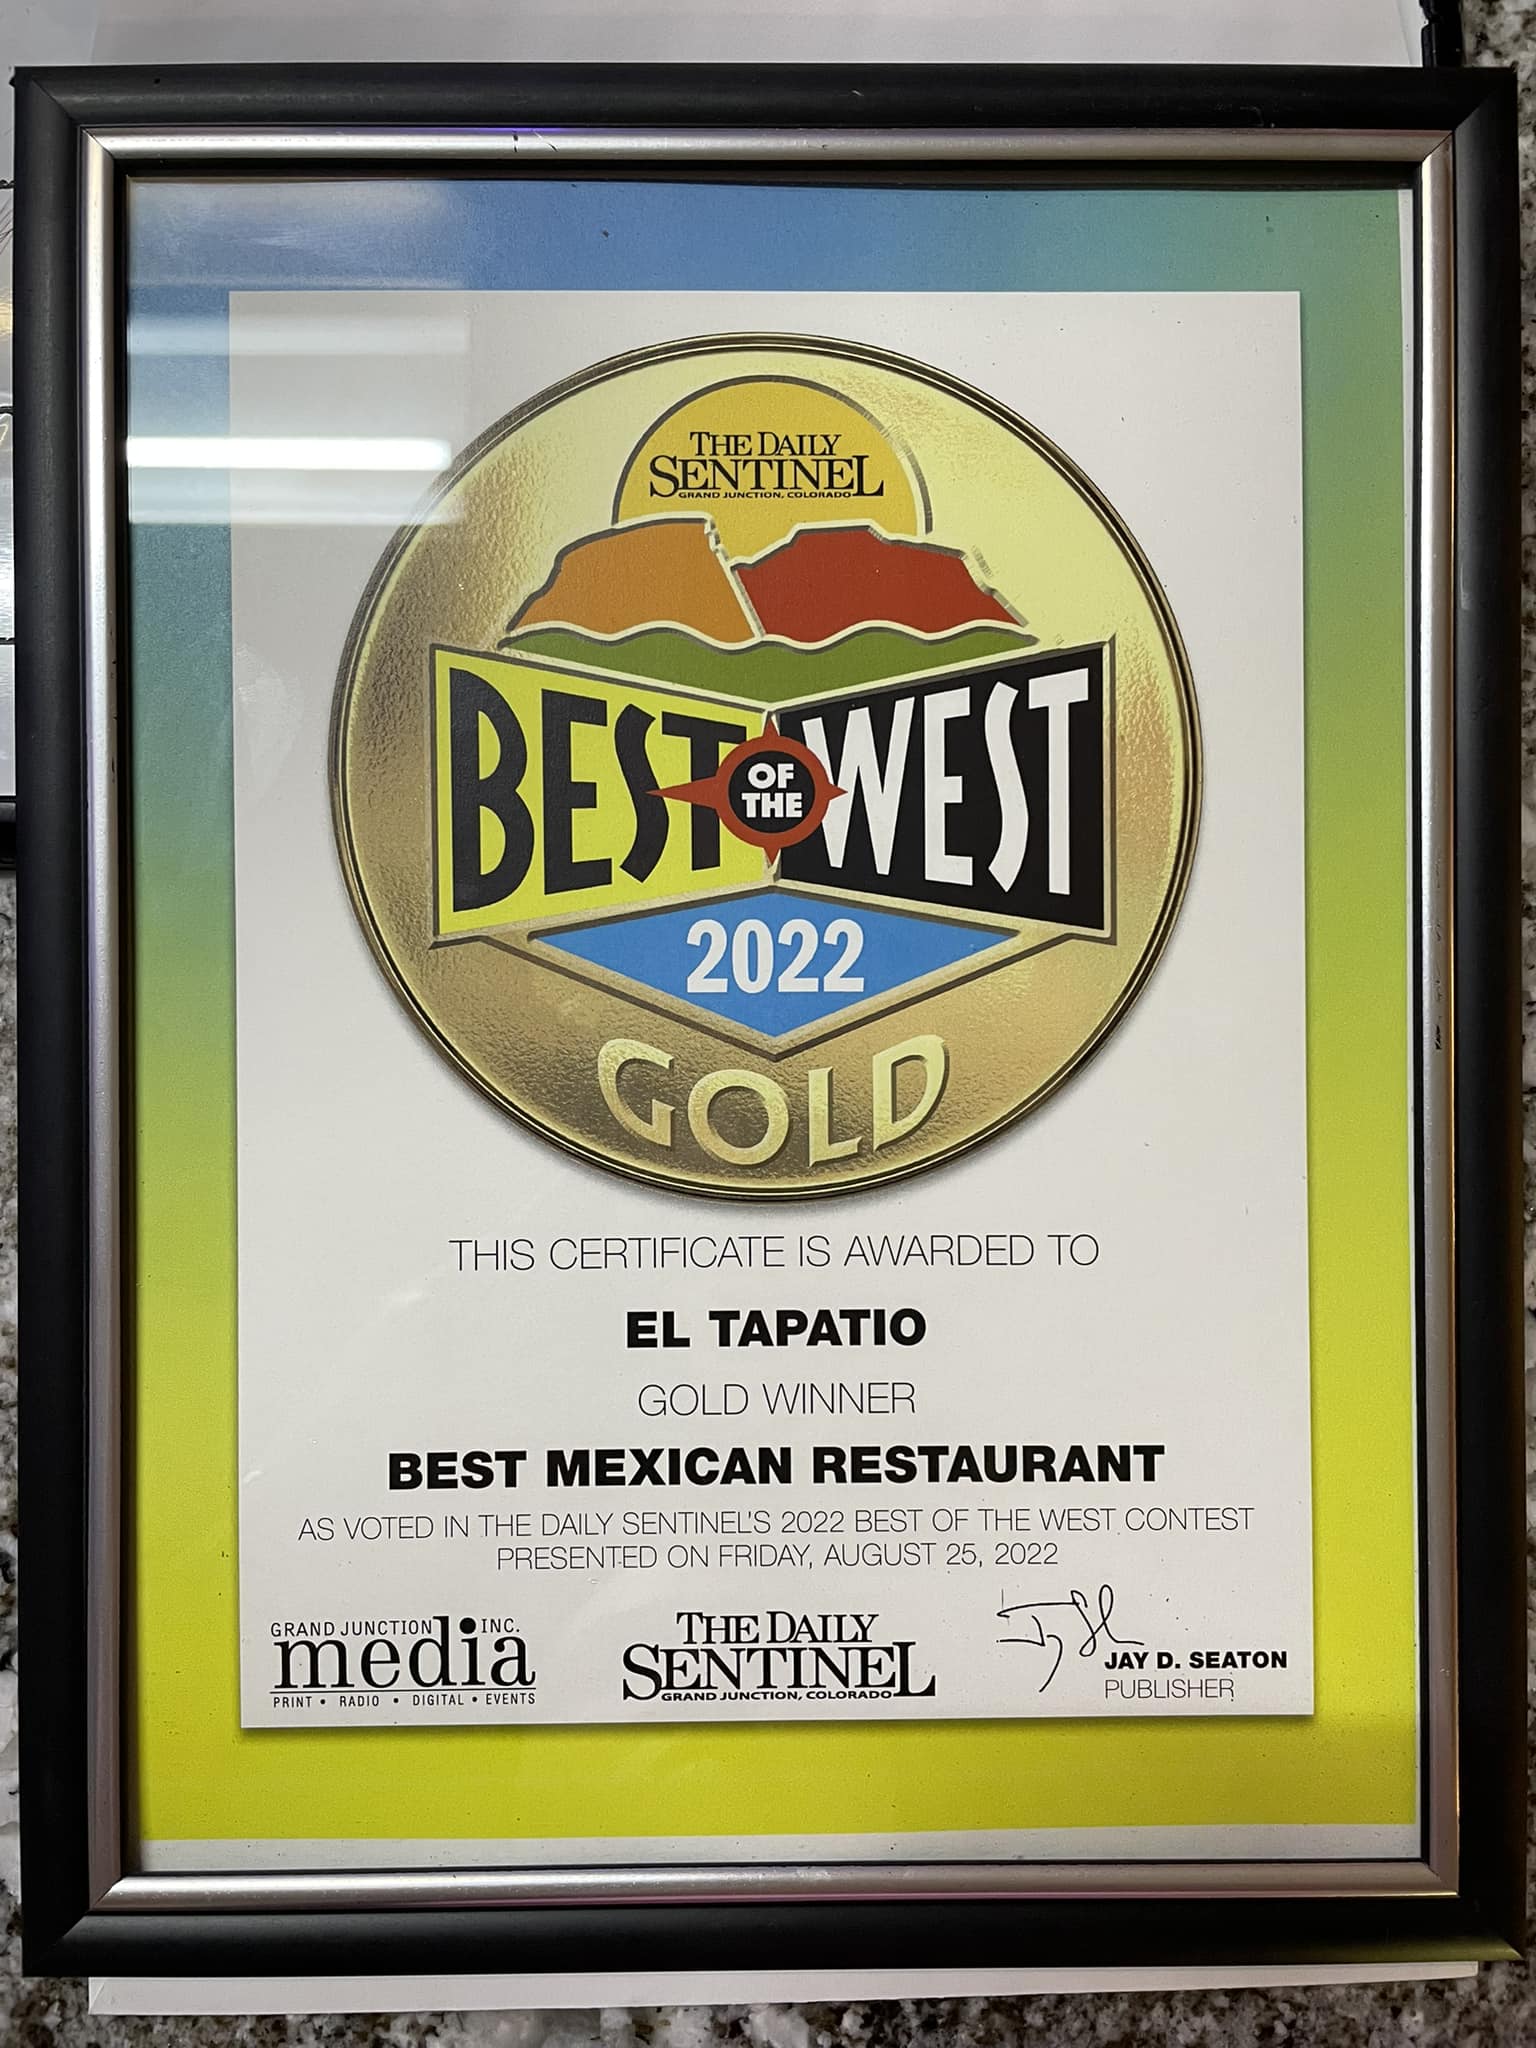 THE DAILY
SENTINEL
GRAND JUNCTION, COLORADO
BEST OF THE WEST
2022
GOLD
THIS CERTIFICATE IS AWARDED TO
EL TAPATIO
GOLD WINNER
BEST MEXICAN RESTAURANT
AS VOTED IN THE DAILY SENTINEL'S 2022 BEST OF THE WEST CONTEST
PRESENTED ON FRIDAY, AUGUST 25, 2022
GRAND JUNCTION INC.
media
PRINT • RADIO • DIGITAL • EVENTS
THE DAILY
SENTINEL
GRAND JUNCTION, COLORADO
JAY D. SEATON
PUBLISHER